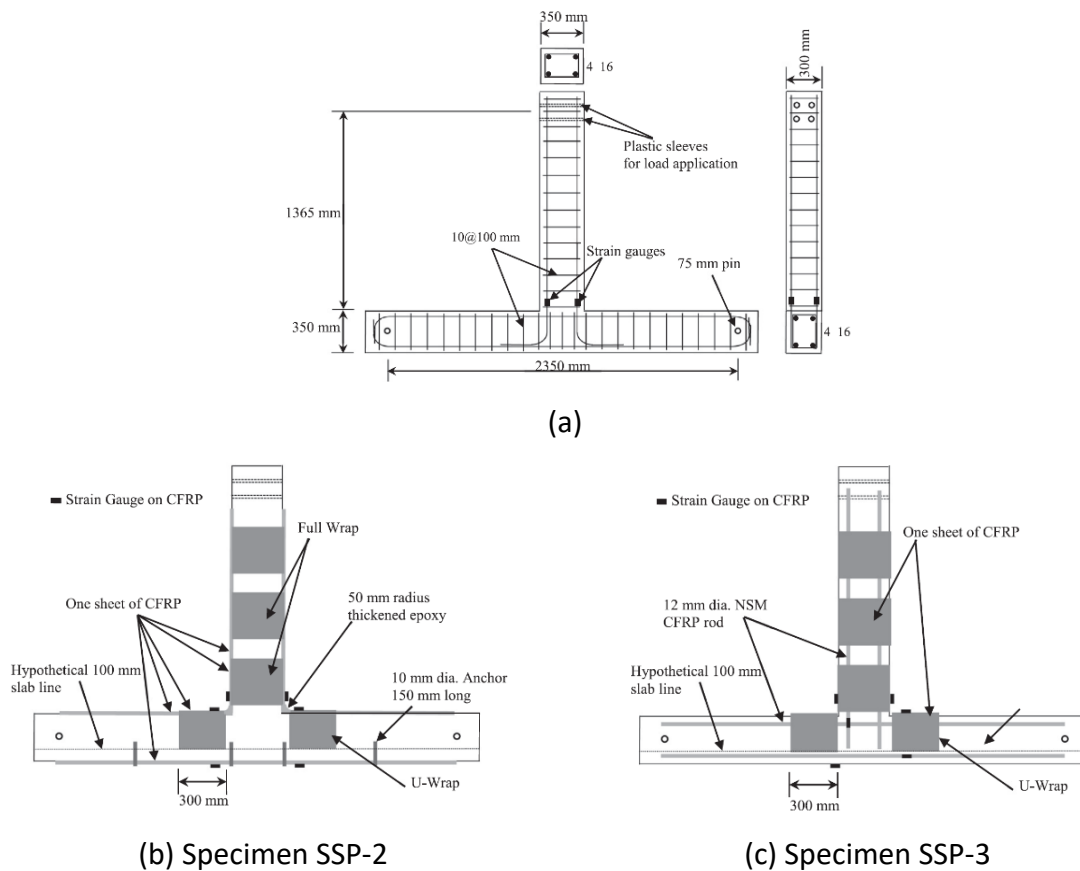 350 mm
4 16
300 mm
Plastic sleeves
for load application
1365 mm
10@100 mm
Strain gauges
75 mm pin
350 mm
4 16
2350 mm
(a)
Strain Gauge on CFRP
Full Wrap
One sheet of CFRP
50 mm radius
thickened epoxy
Hypothetical 100 mm
slab line
10 mm dia. Anchor
150 mm long
300 mm
U-Wrap
(b) Specimen SSP-2
Strain Gauge on CFRP
One sheet of CFRP
12 mm dia. NSM
CFRP rod
Hypothetical 100 mm
slab line
300 mm
U-Wrap
(c) Specimen SSP-3